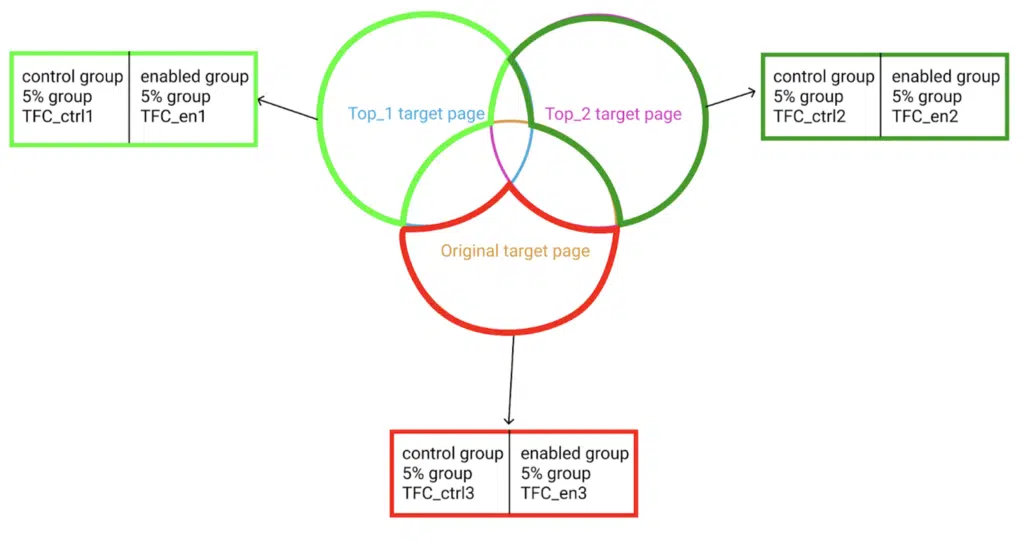 control group
5% group
TFC_ctrl1
enabled group
5% group
TFC_en1
Top_1 target page
Top_2 target page
control group
5% group
TFC_ctrl2
enabled group
5% group
TFC_en2
Original target page
control group
5% group
TFC_ctrl3
enabled group
5% group
TFC_en3